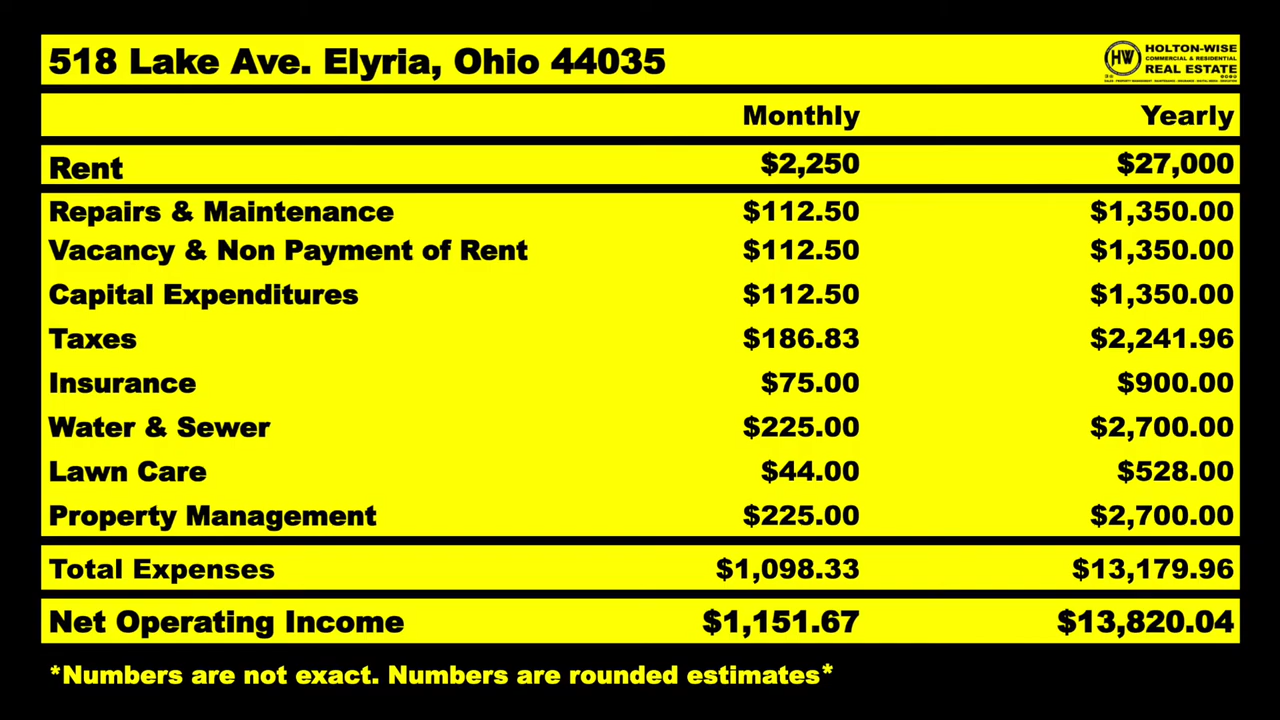 518 Lake Ave. Elyria, Ohio 44035
HW
HOLTON-WISE
COMMERCIAL & RESIDENTIAL
REAL ESTATE
Monthly Yearly
Rent $2,250 $27,000
Repairs & Maintenance $112.50 $1,350.00
Vacancy & Non Payment of Rent $112.50 $1,350.00
Capital Expenditures $112.50 $1,350.00
Taxes $186.83 $2,241.96
Insurance $75.00 $900.00
Water & Sewer $225.00 $2,700.00
Lawn Care $44.00 $528.00
Property Management $225.00 $2,700.00
Total Expenses $1,098.33 $13,179.96
Net Operating Income $1,151.67 $13,820.04
*Numbers are not exact. Numbers are rounded estimates*